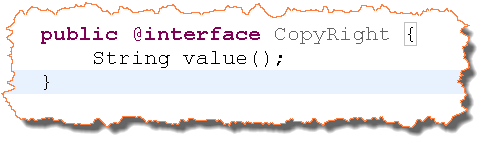 public @interface CopyRight {
    String value();
}